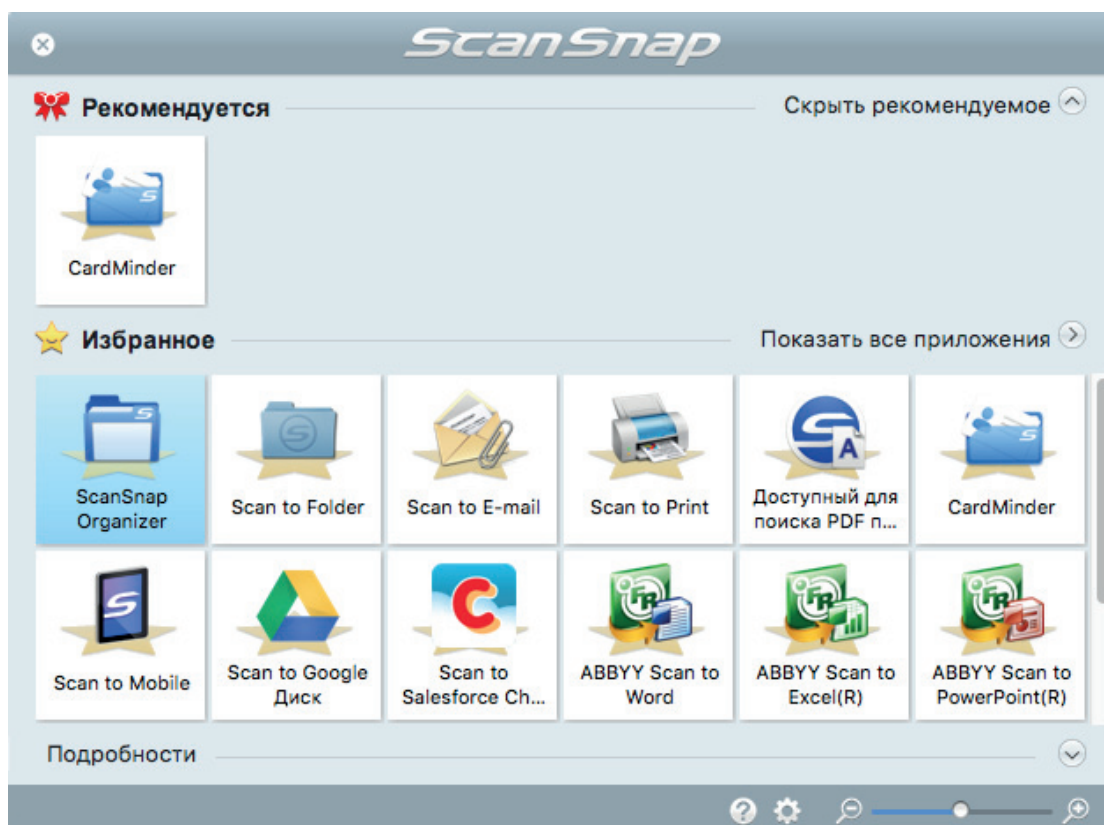 ScanSnap
Рекомендуется
Скрыть рекомендуемое
CardMinder
Избранное
Показать все приложения
ScanSnap
Organizer
Scan to Folder
Scan to E-mail
Scan to Print
Доступный для
поиска PDF п...
CardMinder
Scan to Mobile
Scan to Google
Диск
Scan to
Salesforce Ch...
ABBYY Scan to
Word
ABBYY Scan to
Excel(R)
ABBYY Scan to
PowerPoint(R)
Подробности